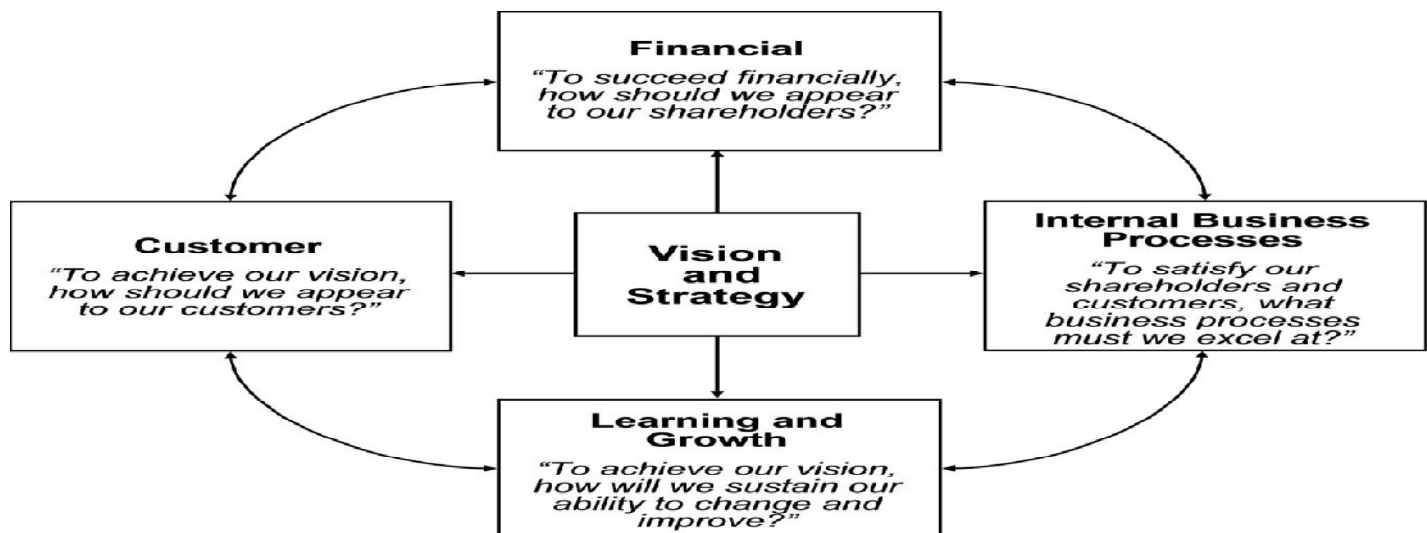 Financial
“To succeed financially,
how should we appear
to our shareholders?”
Customer
“To achieve our vision,
how should we appear
to our customers?”
Vision
and
Strategy
Internal Business
Processes
“To satisfy our
shareholders and
customers, what
business processes
must we excel at?”
Learning and
Growth
“To achieve our vision,
how will we sustain our
ability to change and
improve?”